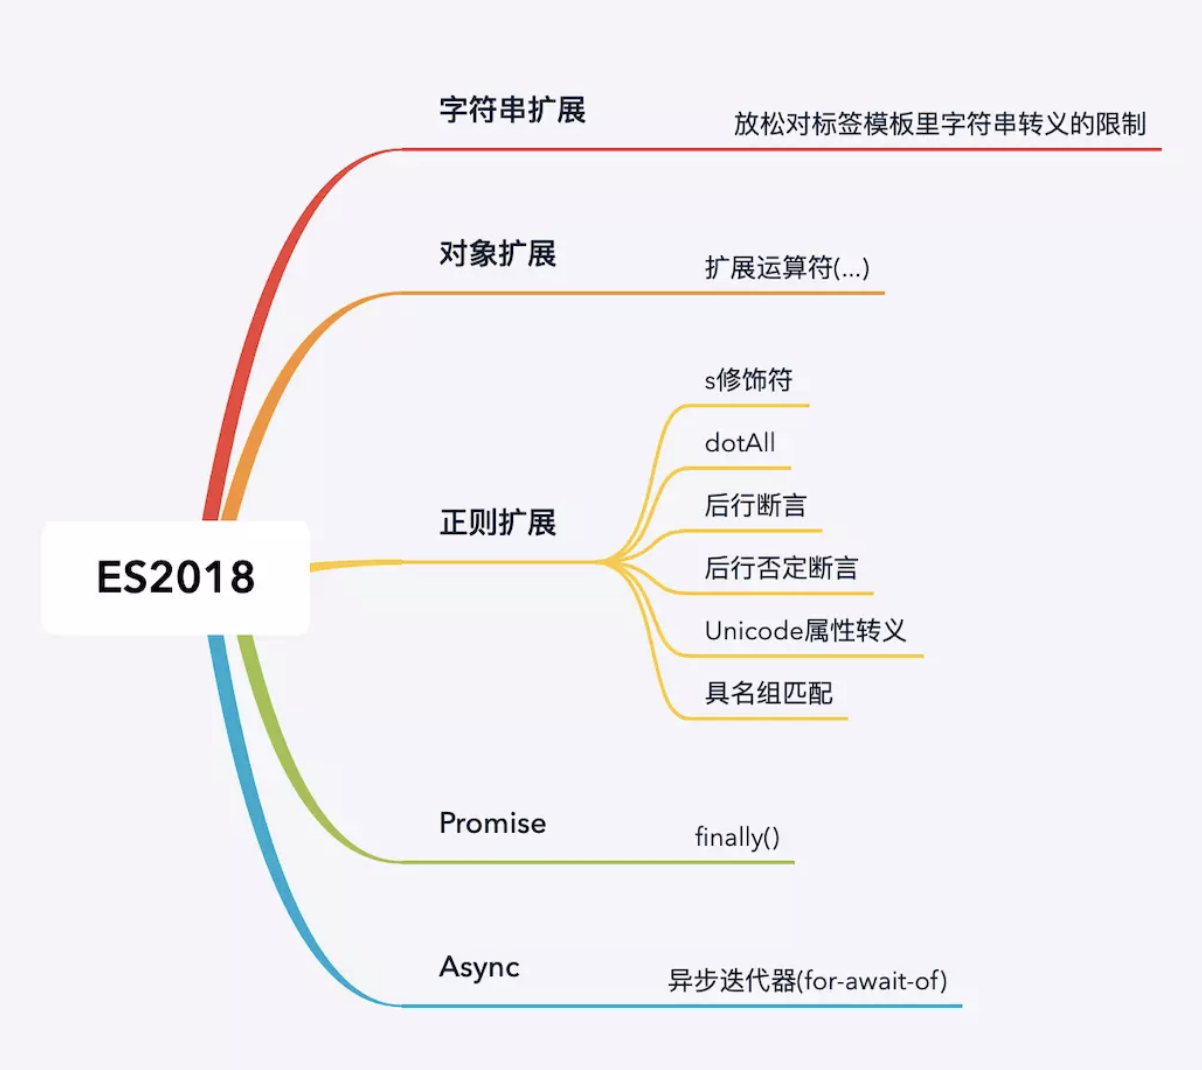 字符串扩展
放松对标签模板里字符串转义的限制
对象扩展
扩展运算符(...)
s修饰符
dotAll
后行断言
正则扩展
后行否定断言
ES2018
Unicode属性转义
具名组匹配
Promise
finally()
Async
异步迭代器(for-await-of)